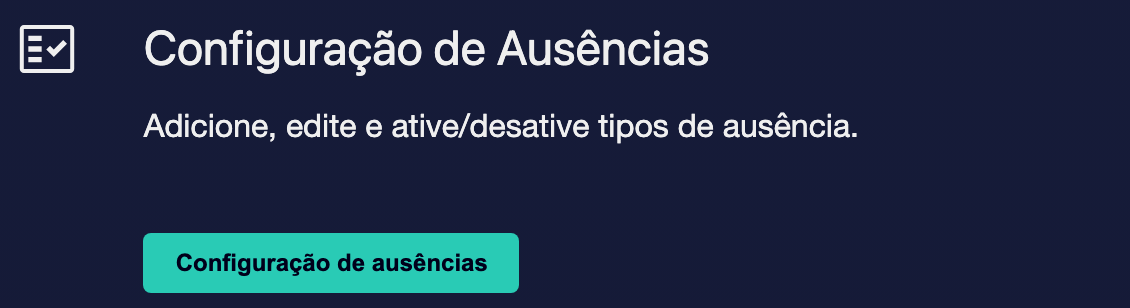 Configuração de Ausências
Adicione, edite e ative/desative tipos de ausência.
Configuração de ausências